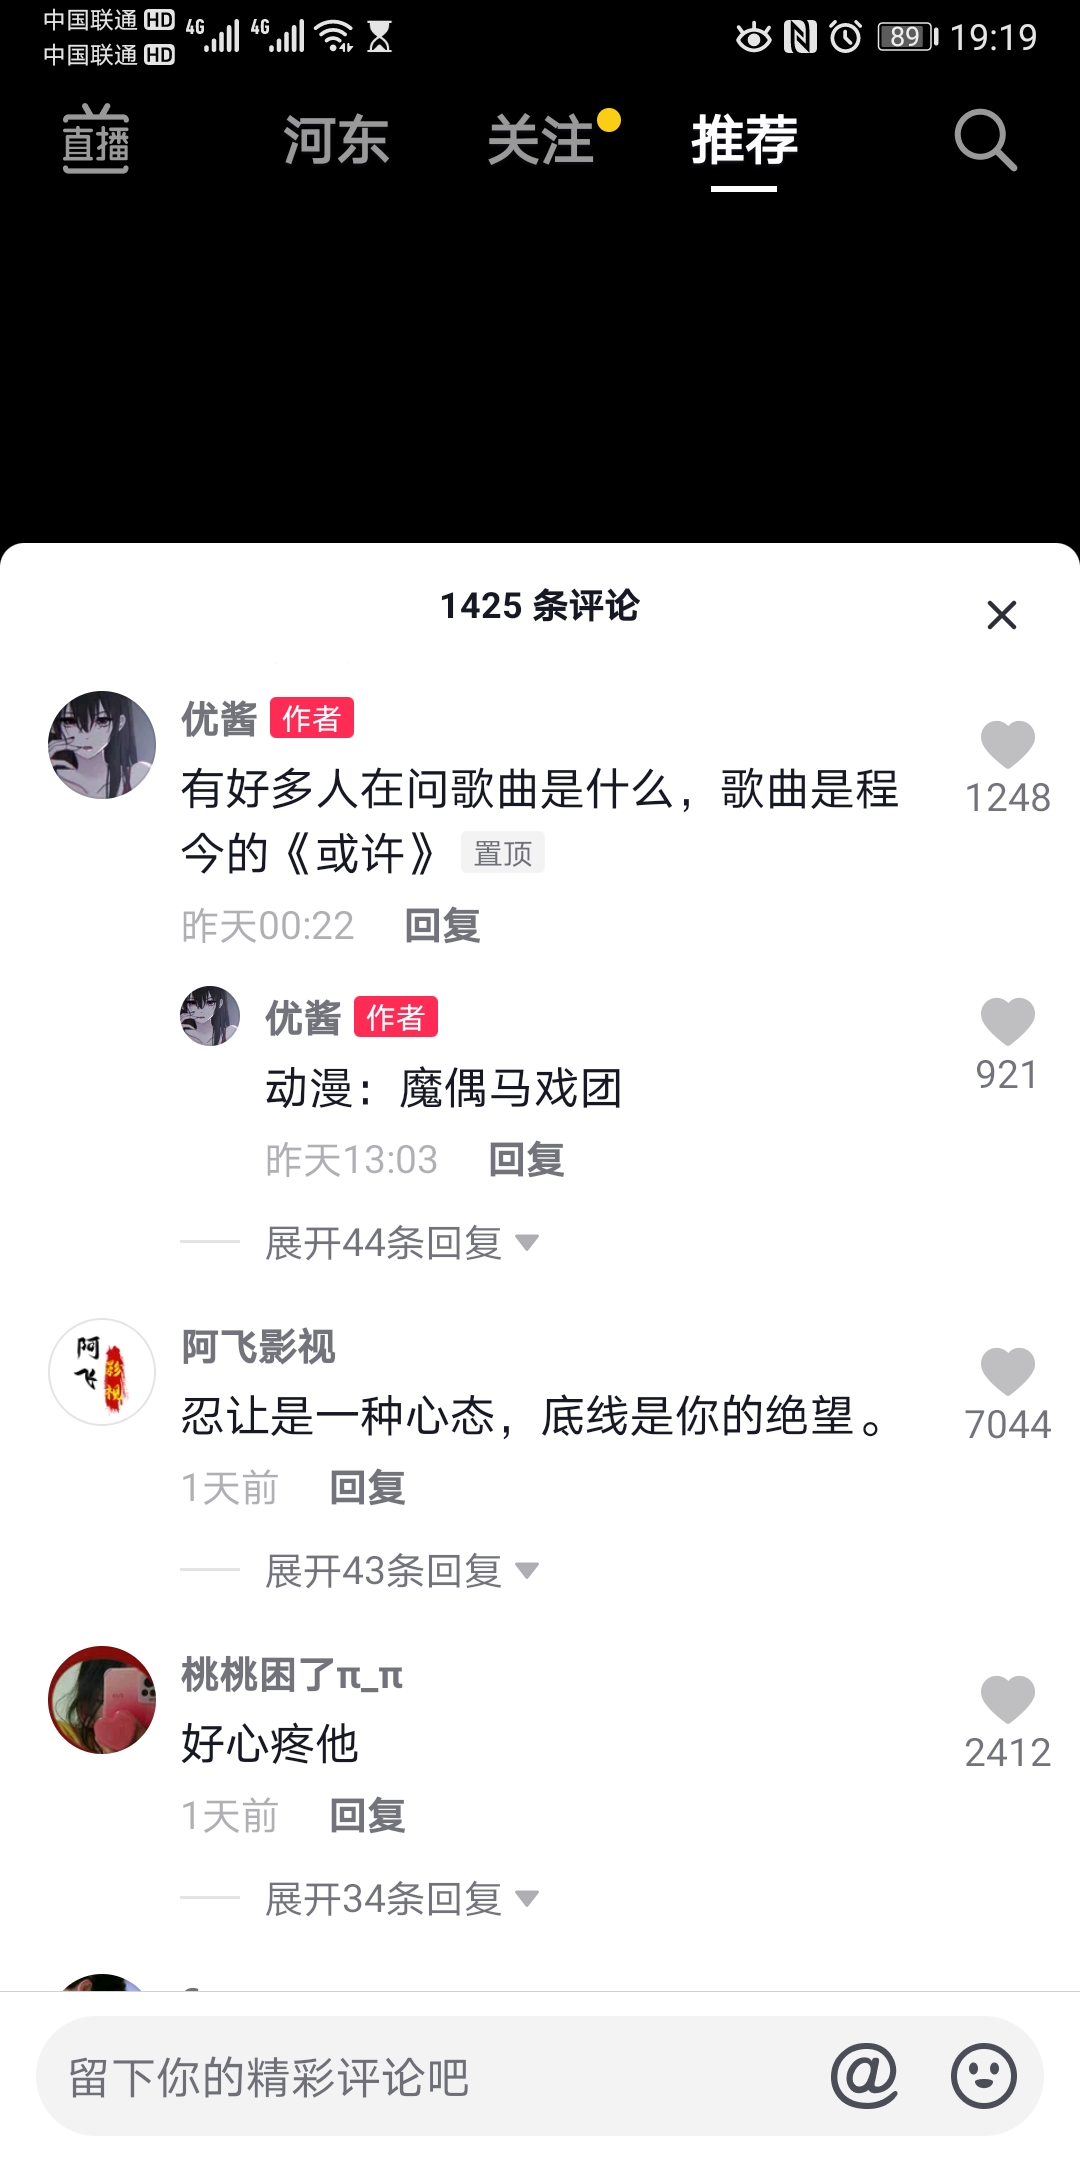 中国联通 HD 4G 4G 89 19:19
中国联通 HD
直播 河东 关注 推荐
1425 条评论
优酱 作者
有好多人在问歌曲是什么，歌曲是程
今的《或许》 置顶
1248
昨天00:22 回复
优酱 作者
动漫：魔偶马戏团
921
昨天13:03 回复
展开44条回复
阿飞影视
阿飞影视
忍让是一种心态，底线是你的绝望。
7044
1天前 回复
展开43条回复
桃桃困了π_π
好心疼他
2412
1天前 回复
展开34条回复
留下你的精彩评论吧 @